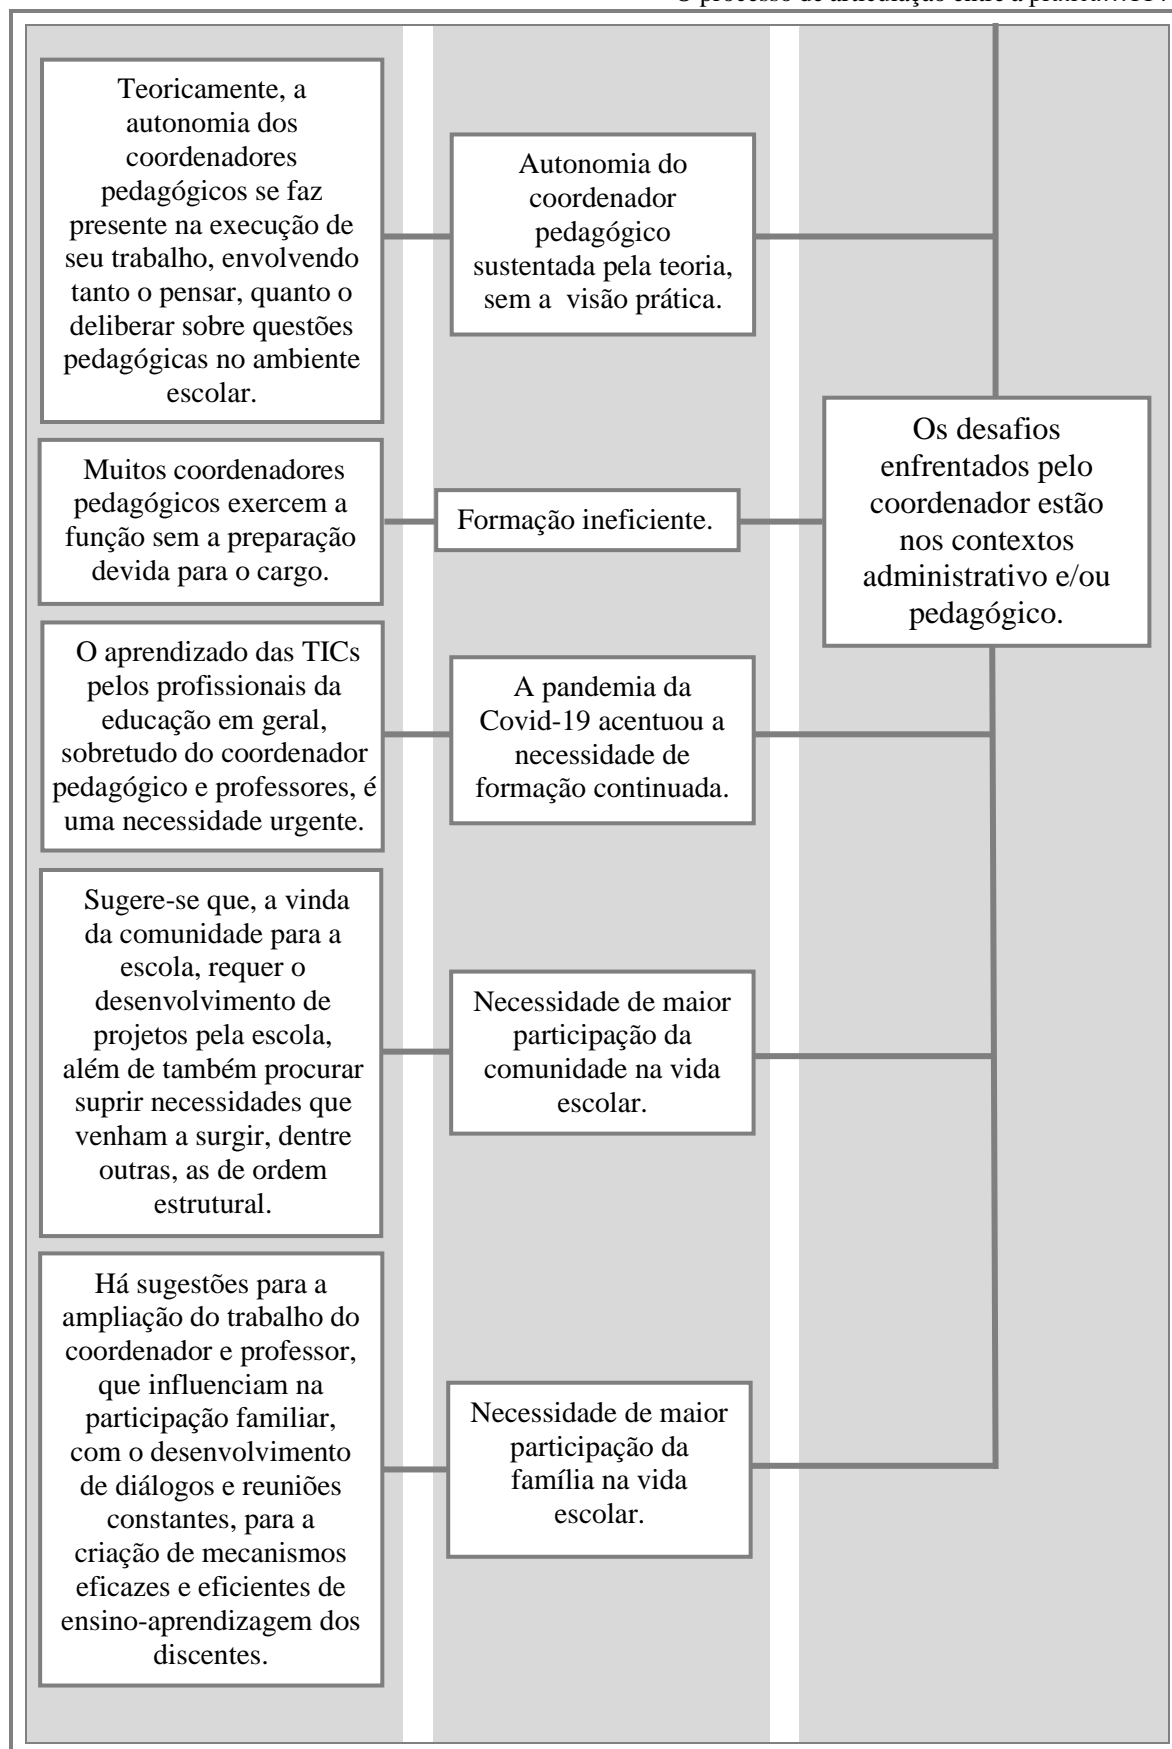 Teoricamente, a
autonomia dos
coordenadores
pedagógicos se faz
presente na execução de
seu trabalho, envolvendo
tanto o pensar, quanto o
deliberar sobre questões
pedagógicas no ambiente
escolar.
Autonomia do
coordenador
pedagógico
sustentada pela teoria,
sem a visão prática.
Muitos coordenadores
pedagógicos exercem a
função sem a preparação
devida para o cargo.
Formação ineficiente.
Os desafios
enfrentados pelo
coordenador estão
nos contextos
administrativo e/ou
pedagógico.
O aprendizado das TICs
pelos profissionais da
educação em geral,
sobretudo do coordenador
pedagógico e professores, é
uma necessidade urgente.
A pandemia da
Covid-19 acentuou a
necessidade de
formação continuada.
Sugere-se que, a vinda
da comunidade para a
escola, requer o
desenvolvimento de
projetos pela escola,
além de também procurar
suprir necessidades que
venham a surgir, dentre
outras, as de ordem
estrutural.
Necessidade de maior
participação da
comunidade na vida
escolar.
Há sugestões para a
ampliação do trabalho do
coordenador e professor,
que influenciam na
participação familiar,
com o desenvolvimento
de diálogos e reuniões
constantes, para a
criação de mecanismos
eficazes e eficientes de
ensino-aprendizagem dos
discentes.
Necessidade de maior
participação da
família na vida
escolar.